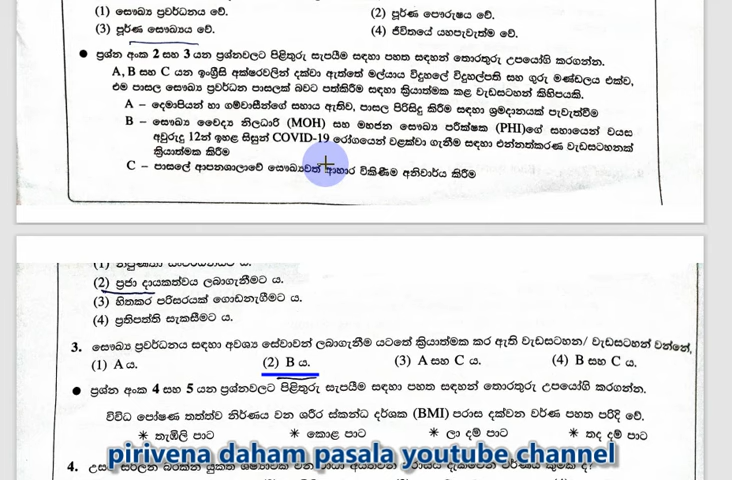 (1) සෞඛ්‍ය ප්‍රවර්ධනය වේ. (2) පූර්ණ පෞරුෂය වේ.
(3) පූර්ණ සෞඛ්‍යය වේ. (4) ජීවිතයේ යහපැවැත්ම වේ.
● ප්‍රශ්න අංක 2 සහ 3 යන ප්‍රශ්නවලට පිළිතුරු සැපයීම සඳහා පහත සඳහන් තොරතුරු උපයෝගි කරගන්න.
A, B සහ C යන ඉංග්‍රීසි අක්ෂරවලින් දක්වා ඇත්තේ මල්යාය විදුහලේ විදුහල්පති සහ ගුරු මණ්ඩලය එක්ව,
එම පාසල සෞඛ්‍ය ප්‍රවර්ධන පාසලක් බවට පත්කිරීම සඳහා ක්‍රියාත්මක කළ වැඩසටහන් කිහිපයකි.
A – දෙමාපියන් හා ගම්වාසීන්ගේ සහාය ඇතිව, පාසල පිරිසිදු කිරීම සඳහා ශ්‍රමදානයක් පැවැත්වීම
B – සෞඛ්‍ය වෛද්‍ය නිලධාරි (MOH) සහ මහජන සෞඛ්‍ය පරීක්ෂක (PHI)ගේ සහායෙන් වයස
අවුරුදු 12න් ඉහළ සිසුන් COVID-19 රෝගයෙන් වළක්වා ගැනීම සඳහා එන්නත්කරණ වැඩසටහනක්
ක්‍රියාත්මක කිරීම
C – පාසලේ ආපනශාලාවේ සෞඛ්‍යවත් ආහාර විකිණීම අනිවාර්ය කිරීම
(2) ප්‍රජා දායකත්වය ලබාගැනීමට ය.
(3) හිතකර පරිසරයක් ගොඩනැගීමට ය.
(4) ප්‍රතිපත්ති සැකසීමට ය.
3. සෞඛ්‍ය ප්‍රවර්ධනය සඳහා අවශ්‍ය සේවාවන් ලබාගැනීම යටතේ ක්‍රියාත්මක කර ඇති වැඩසටහන/ වැඩසටහන් වන්නේ,
(1) A ය. (2) B ය. (3) A සහ C ය. (4) B සහ C ය.
● ප්‍රශ්න අංක 4 සහ 5 යන ප්‍රශ්නවලට පිළිතුරු සැපයීම සඳහා පහත සඳහන් තොරතුරු උපයෝගි කරගන්න.
විවිධ පෝෂණ තත්ත්ව නිර්ණය වන ශරීර ස්කන්ධ දර්ශක (BMI) පරාස දක්වන වර්ණ පහත පරිදි වේ.
* තැඹිලි පාට * කොළ පාට * ලා දම් පාට * තද දම් පාට
pirivena daham pasala youtube channel
4.